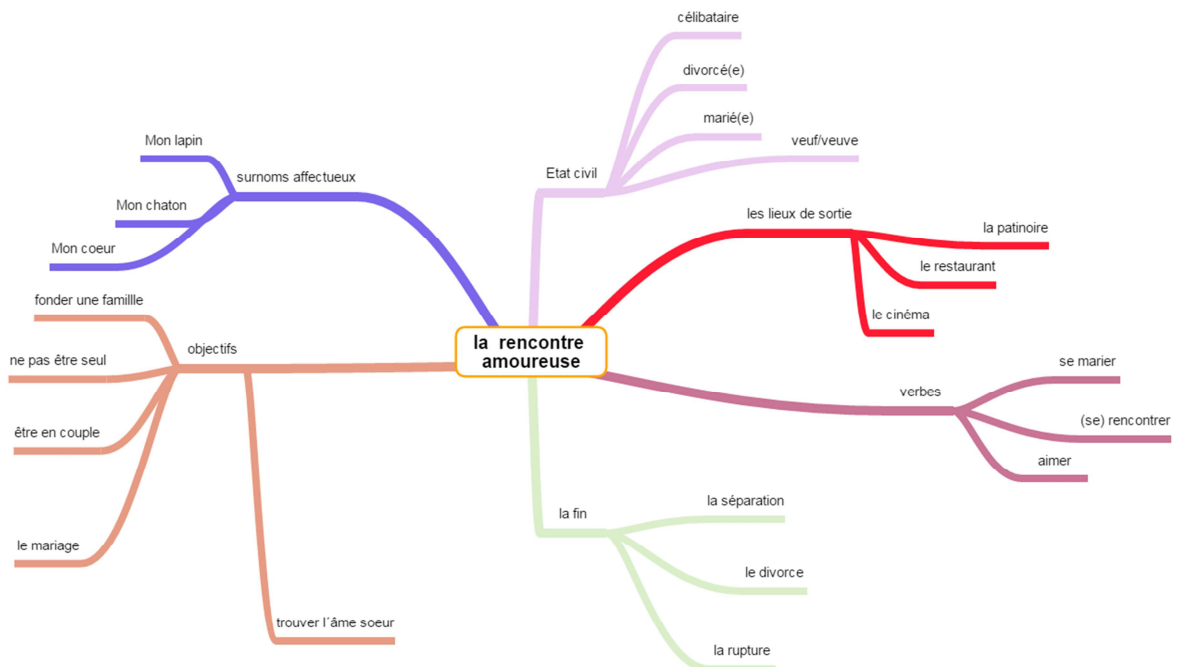 célibataire
divorcé(e)
marié(e)
veuf/veuve
Etat civil
Mon lapin
surnoms affectueux
Mon chaton
Mon coeur
les lieux de sortie
la patinoire
le restaurant
le cinéma
fonder une famillle
objectifs
ne pas être seul
être en couple
le mariage
trouver l´âme soeur
la rencontre
amoureuse
verbes
se marier
(se) rencontrer
aimer
la fin
la séparation
le divorce
la rupture